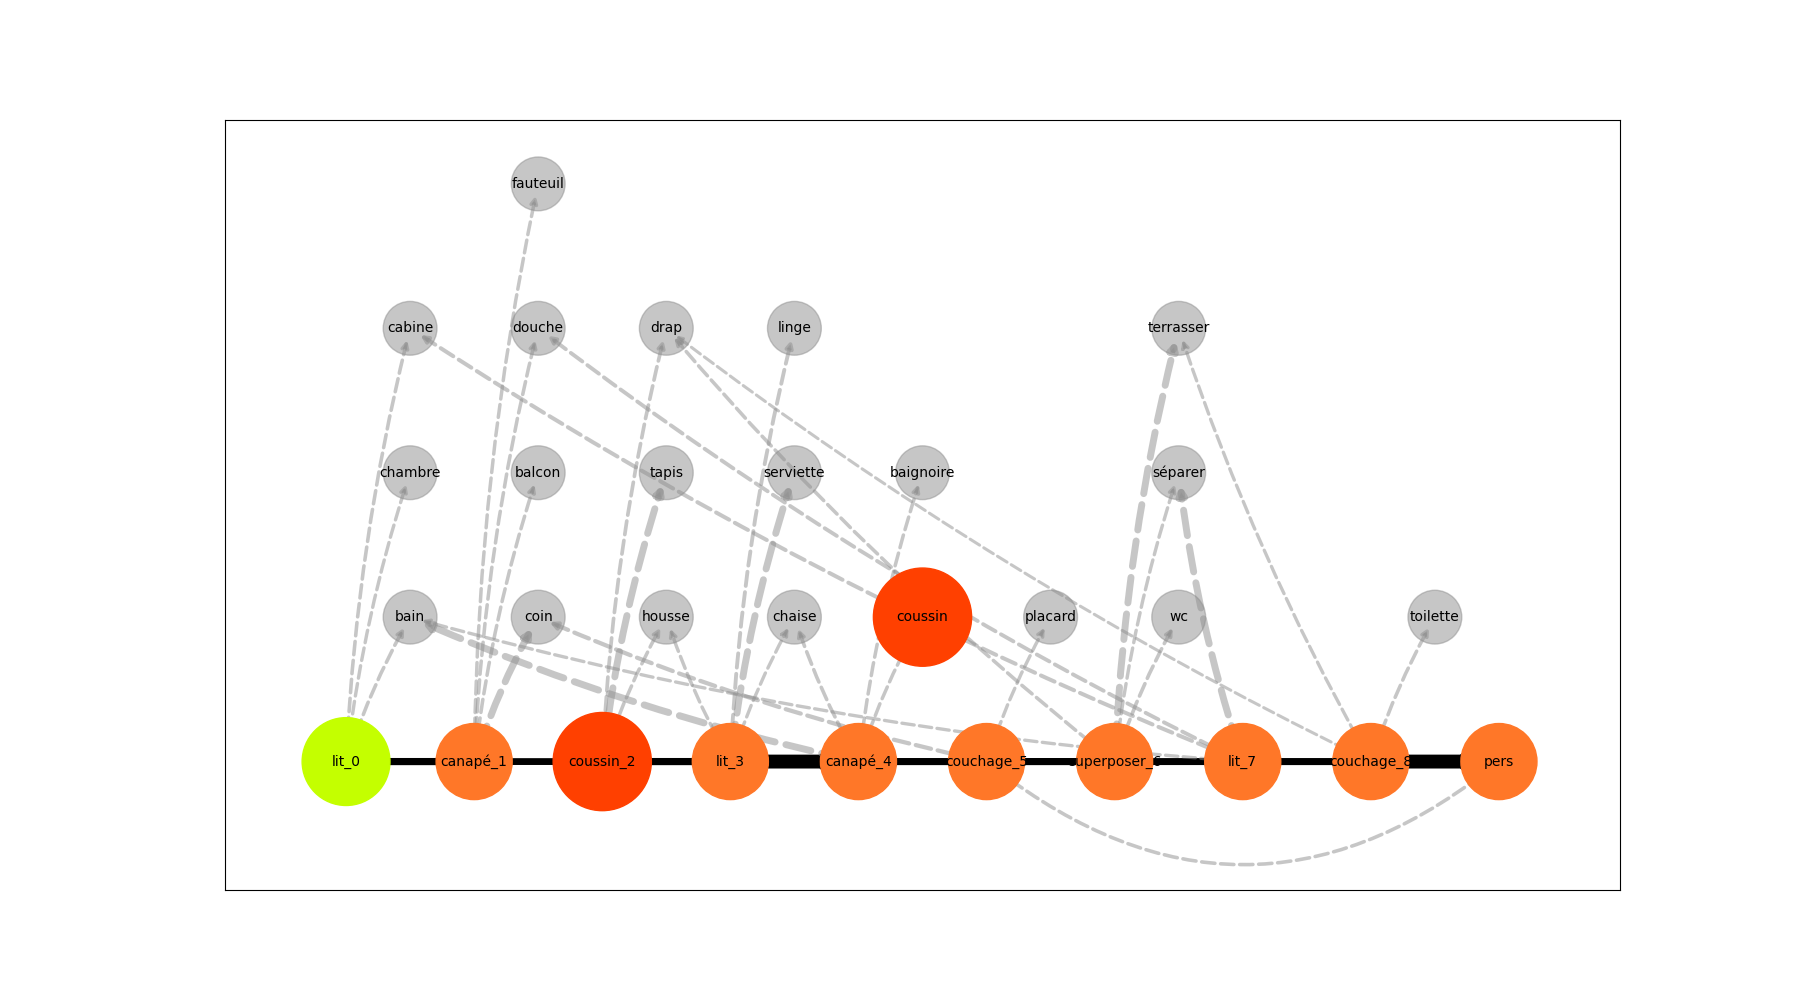 fauteuil
cabine douche drap linge terrasser
chambre balcon tapis serviette baignoire séparer
bain coin housse chaise coussin placard wc toilette
lit_0 canapé_1 coussin_2 lit_3 canapé_4 couchage_5 superposer_6 lit_7 couchage_8 pers